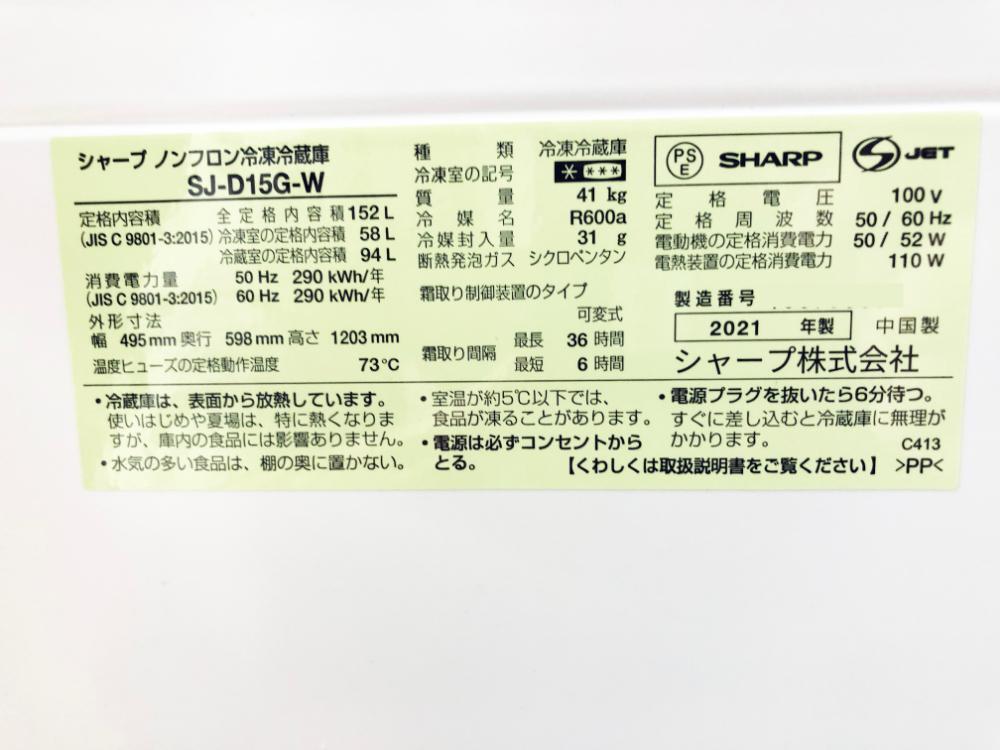 シャープ ノンフロン冷凍冷蔵庫
SJ-D15G-W
定格内容積 全定格内容積 152 L
(JIS C 9801-3:2015) 冷凍室の定格内容積 58 L
冷蔵室の定格内容積 94 L
消費電力量 50 Hz 290 kWh/年
(JIS C 9801-3:2015) 60 Hz 290 kWh/年
外形寸法
幅 495 mm 奥行 598 mm 高さ 1203 mm
温度ヒューズの定格動作温度 73℃
種類 冷凍冷蔵庫
冷凍室の記号 * ***
質量 41 kg
冷媒名 R600a
冷媒封入量 31 g
断熱発泡ガス シクロペンタン
霜取り制御装置のタイプ
可変式
霜取り間隔 最長 36 時間
最短 6 時間
PS
E
SHARP
S JET
定格電圧 100 V
定格周波数 50 / 60 Hz
電動機の定格消費電力 50 / 52 W
電熱装置の定格消費電力 110 W
製造番号
2021 年製 中国製
シャープ株式会社
・冷蔵庫は、表面から放熱しています。
使いはじめや夏場は、特に熱くなりま
すが、庫内の食品には影響ありません。
・水気の多い食品は、棚の奥に置かない。
・室温が約5℃以下では、
食品が凍ることがあります。
・電源は必ずコンセントから
とる。
・電源プラグを抜いたら6分待つ。
すぐに差し込むと冷蔵庫に無理が
かかります。
C413
【くわしくは取扱説明書をご覧ください】 >PP<